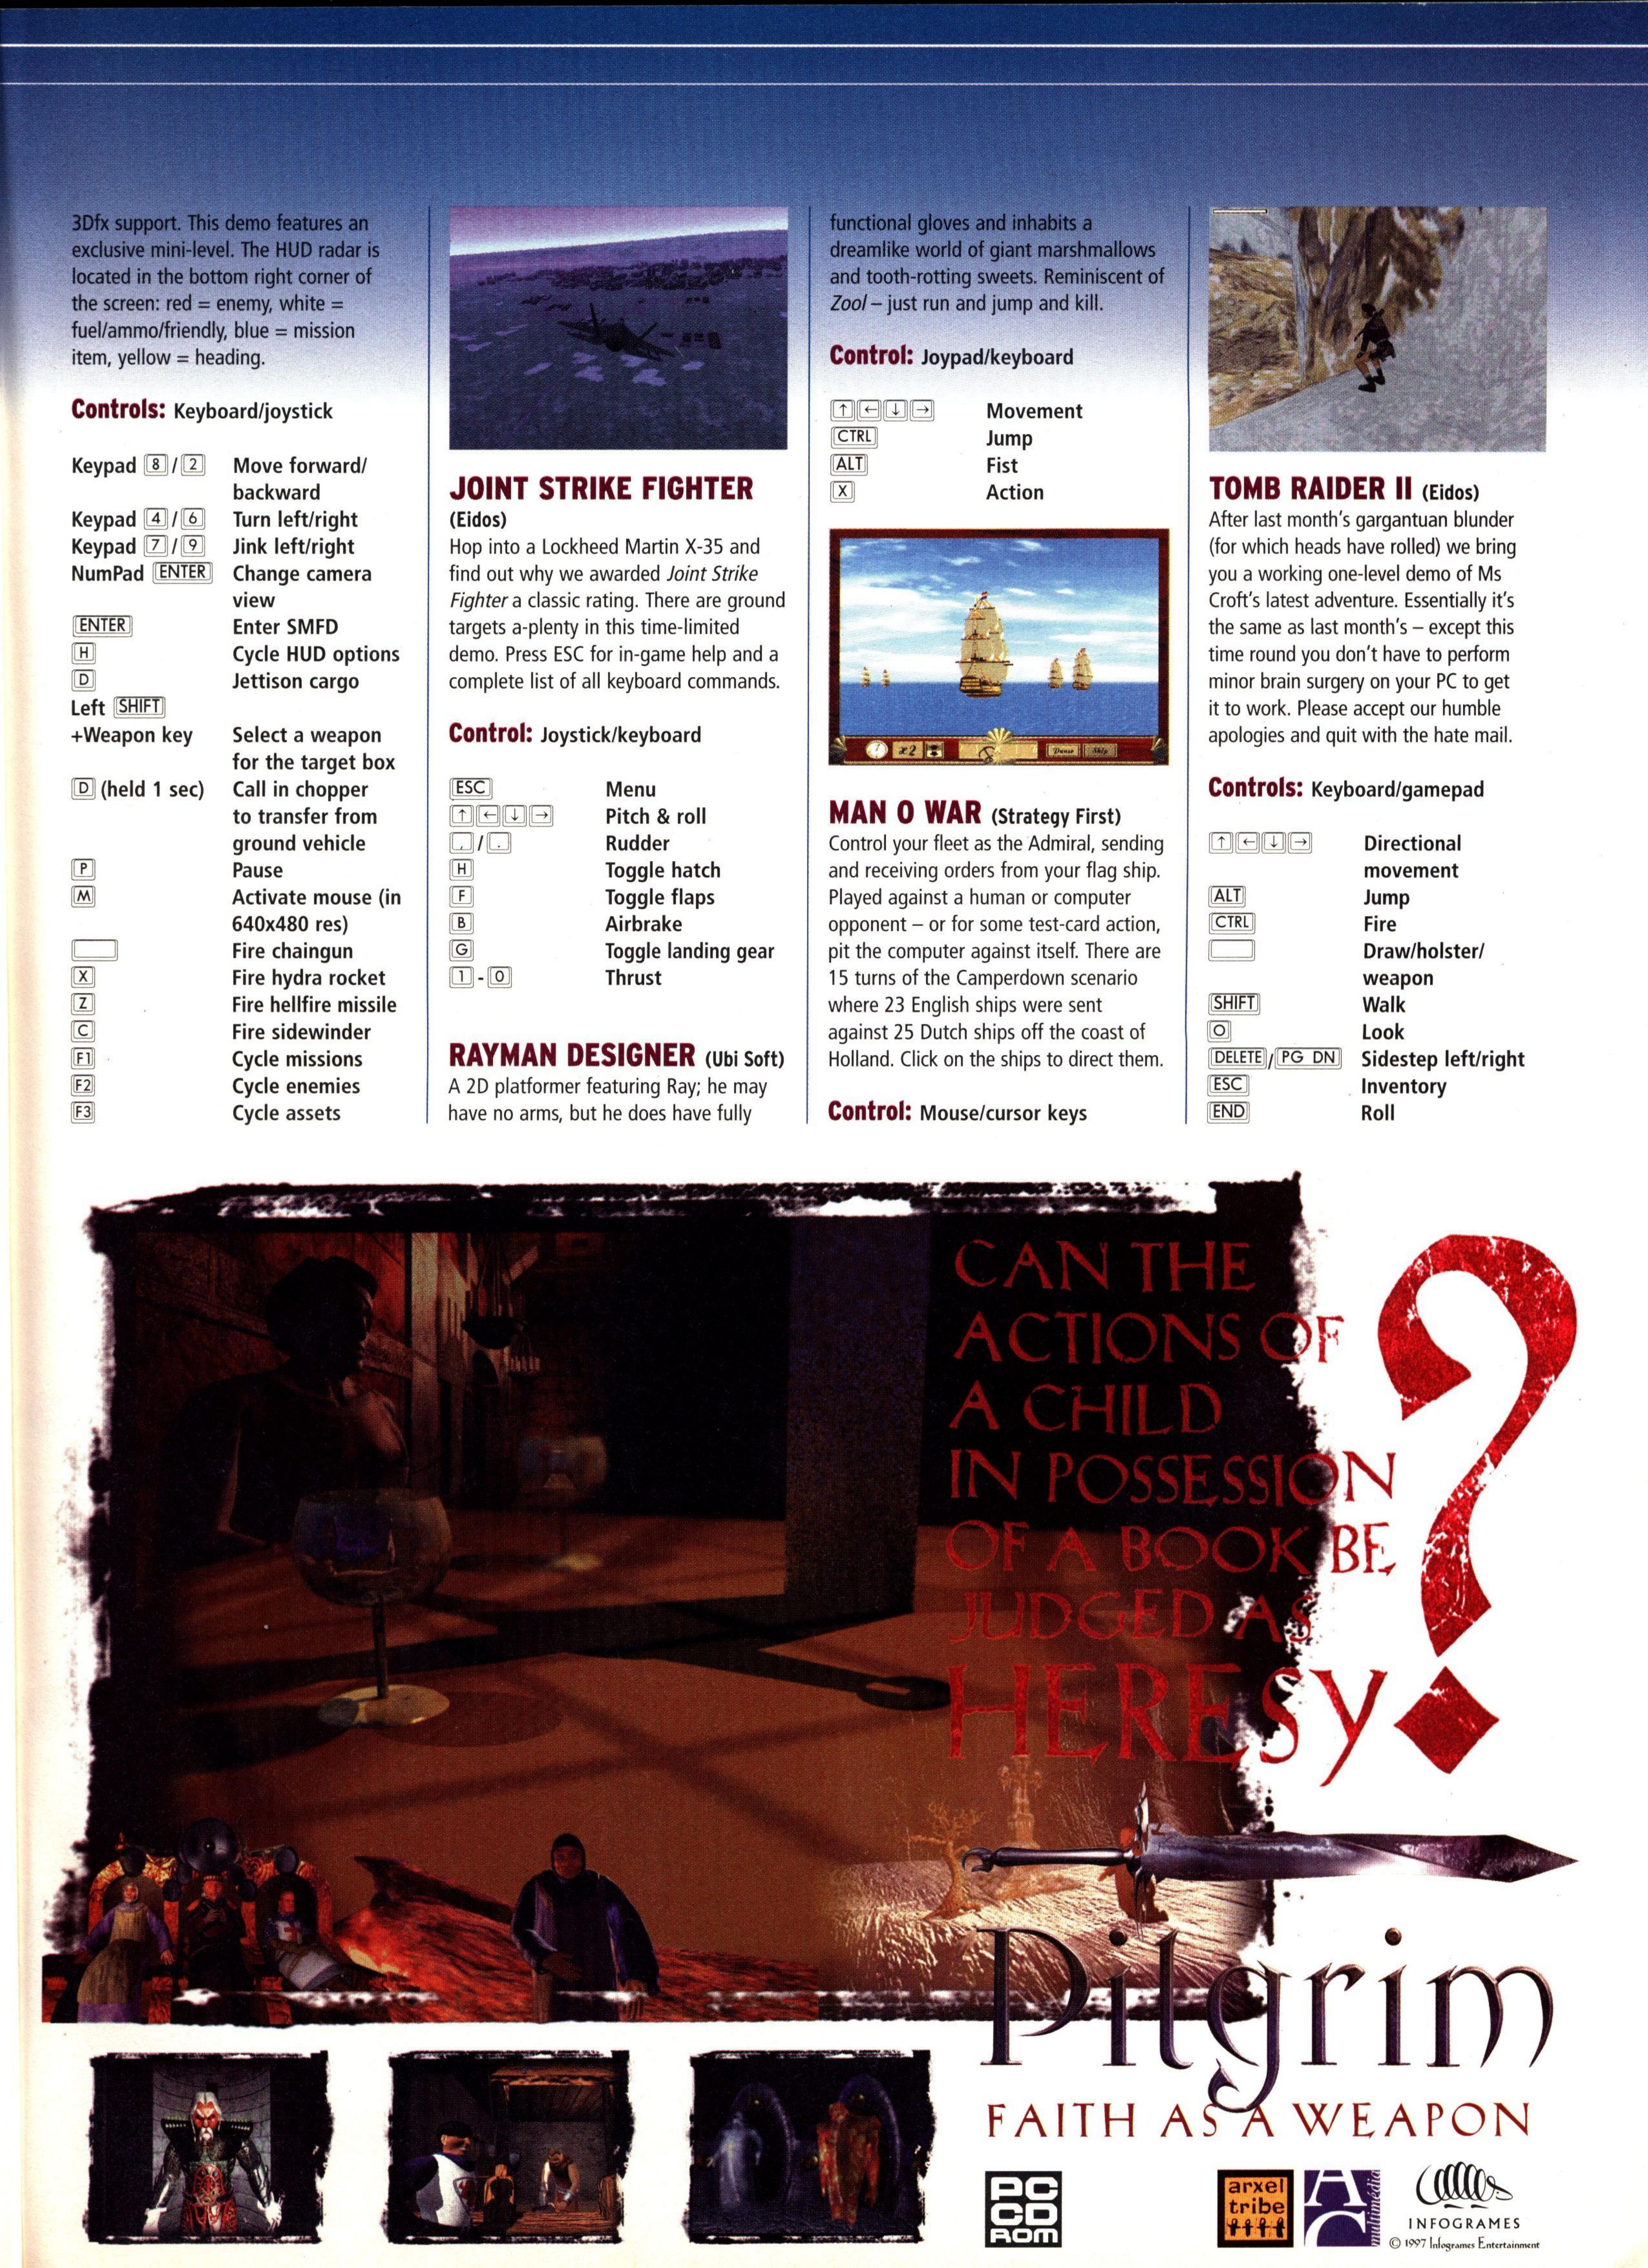 3Dfx support. This demo features an
exclusive mini-level. The HUD radar is
located in the bottom right corner of
the screen: red = enemy, white =
fuel/ammo/friendly, blue = mission
item, yellow = heading.
Controls: Keyboard/joystick
Keypad 8 / 2 Move forward/
backward
Keypad 4 / 6 Turn left/right
Keypad 7 / 9 Jink left/right
NumPad ENTER Change camera
view
ENTER Enter SMFD
H Cycle HUD options
D Jettison cargo
Left SHIFT
+Weapon key Select a weapon
for the target box
D (held 1 sec) Call in chopper
to transfer from
ground vehicle
P Pause
M Activate mouse (in
640x480 res)
Fire chaingun
X Fire hydra rocket
Z Fire hellfire missile
C Fire sidewinder
F1 Cycle missions
F2 Cycle enemies
F3 Cycle assets
JOINT STRIKE FIGHTER
(Eidos)
Hop into a Lockheed Martin X-35 and
find out why we awarded Joint Strike
Fighter a classic rating. There are ground
targets a-plenty in this time-limited
demo. Press ESC for in-game help and a
complete list of all keyboard commands.
Control: Joystick/keyboard
ESC Menu
↑ ← ↓ → Pitch & roll
, / . Rudder
H Toggle hatch
F Toggle flaps
B Airbrake
G Toggle landing gear
1 - 0 Thrust
RAYMAN DESIGNER (Ubi Soft)
A 2D platformer featuring Ray; he may
have no arms, but he does have fully
functional gloves and inhabits a
dreamlike world of giant marshmallows
and tooth-rotting sweets. Reminiscent of
Zool – just run and jump and kill.
Control: Joypad/keyboard
↑ ← ↓ → Movement
CTRL Jump
ALT Fist
X Action
x2 Pause Skip
MAN O WAR (Strategy First)
Control your fleet as the Admiral, sending
and receiving orders from your flag ship.
Played against a human or computer
opponent – or for some test-card action,
pit the computer against itself. There are
15 turns of the Camperdown scenario
where 23 English ships were sent
against 25 Dutch ships off the coast of
Holland. Click on the ships to direct them.
Control: Mouse/cursor keys
TOMB RAIDER II (Eidos)
After last month's gargantuan blunder
(for which heads have rolled) we bring
you a working one-level demo of Ms
Croft's latest adventure. Essentially it's
the same as last month's – except this
time round you don't have to perform
minor brain surgery on your PC to get
it to work. Please accept our humble
apologies and quit with the hate mail.
Controls: Keyboard/gamepad
↑ ← ↓ → Directional
movement
ALT Jump
CTRL Fire
Draw/holster/
weapon
SHIFT Walk
O Look
DELETE / PG DN Sidestep left/right
ESC Inventory
END Roll
CAN THE
ACTIONS OF
A CHILD
IN POSSESSION
OF A BOOK BE
JUDGED AS
HERESY?
Pilgrim
FAITH AS A WEAPON
PC
CD
ROM
arxel
tribe
AC
multimédia
INFOGRAMES
© 1997 Infogrames Entertainment